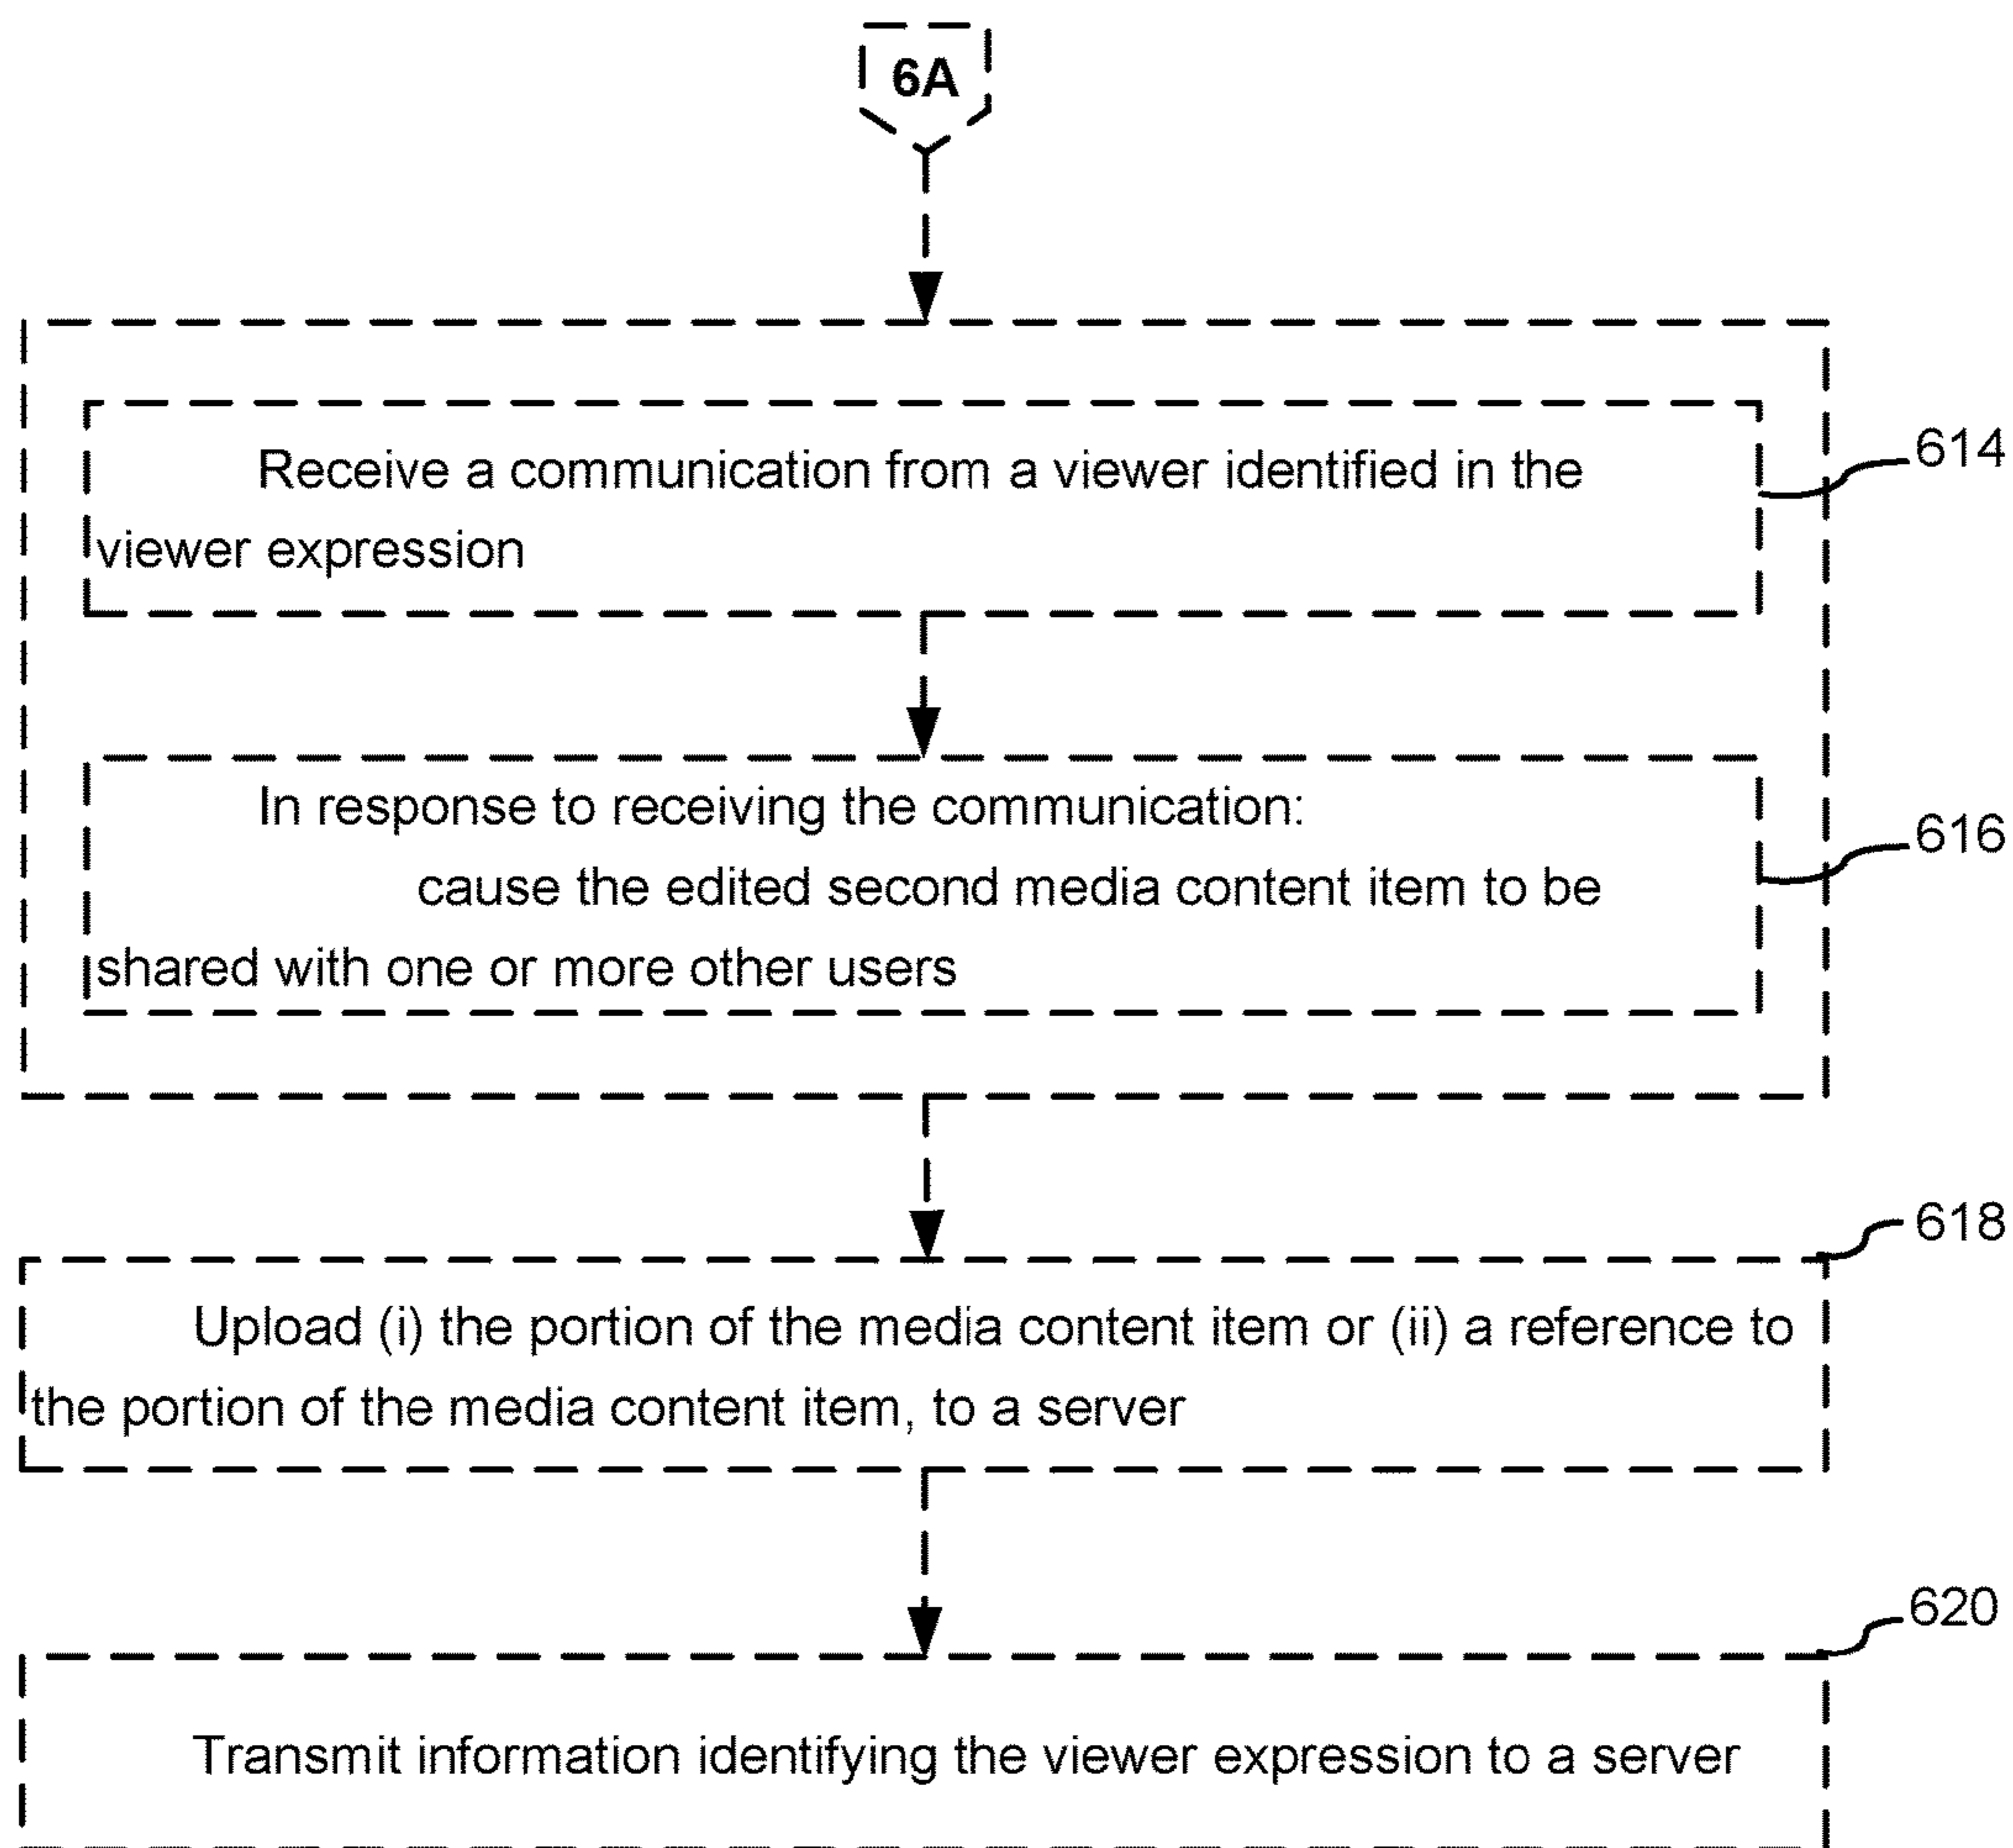 6A
Receive a communication from a viewer identified in the
viewer expression
614
In response to receiving the communication:
cause the edited second media content item to be
shared with one or more other users
616
618
Upload (i) the portion of the media content item or (ii) a reference to
the portion of the media content item, to a server
620
Transmit information identifying the viewer expression to a server